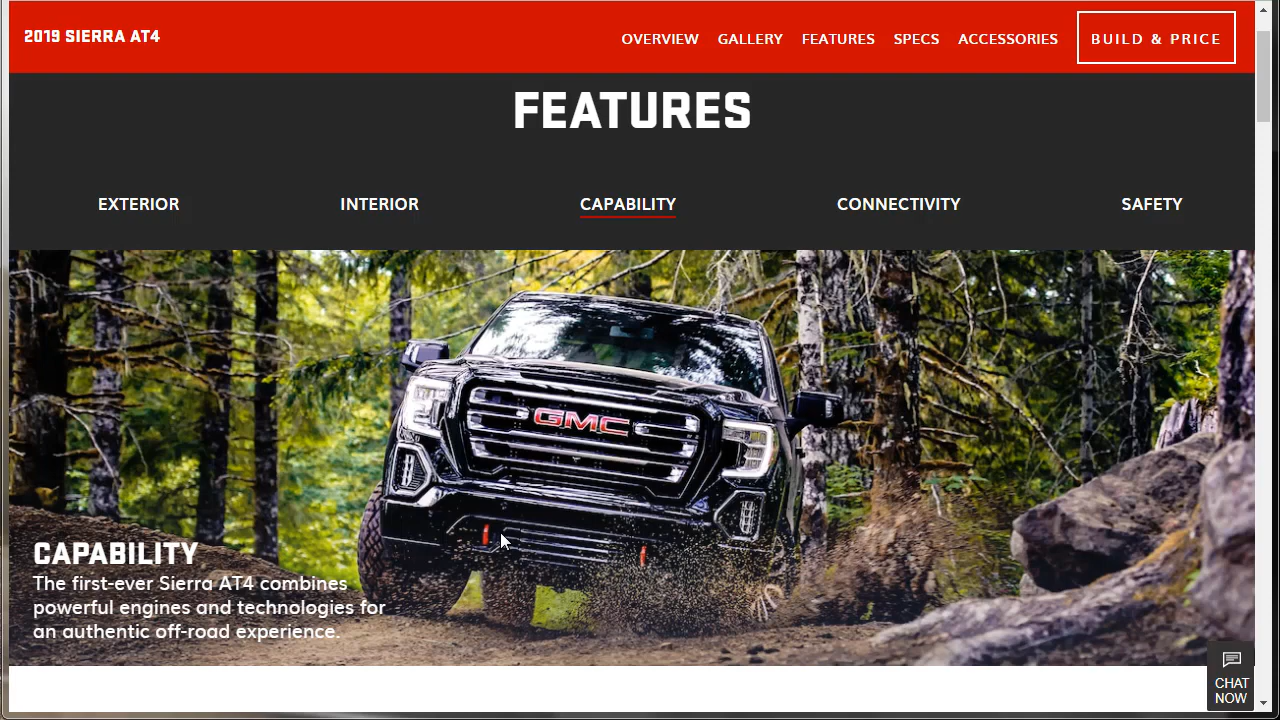 2019 SIERRA AT4
OVERVIEW GALLERY FEATURES SPECS ACCESSORIES BUILD & PRICE
FEATURES
EXTERIOR INTERIOR CAPABILITY CONNECTIVITY SAFETY
GMC
CAPABILITY
The first-ever Sierra AT4 combines
powerful engines and technologies for
an authentic off-road experience.
CHAT
NOW